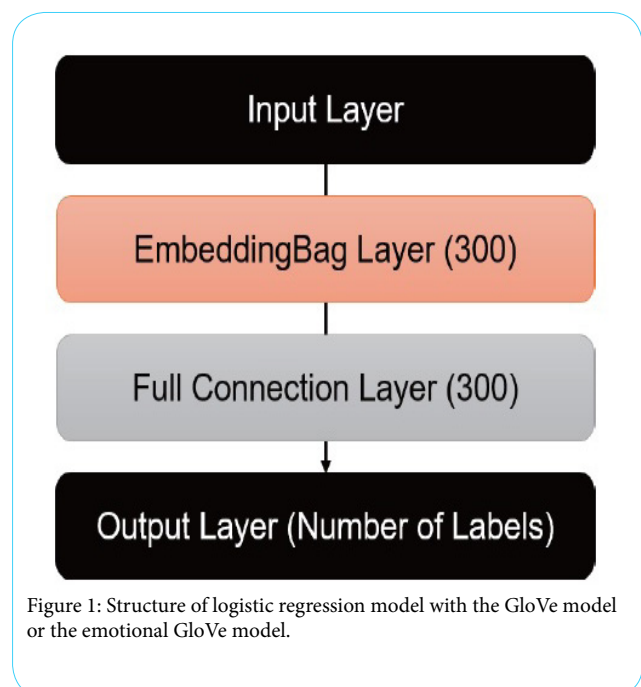 Input Layer
EmbeddingBag Layer (300)
Full Connection Layer (300)
Output Layer (Number of Labels)
Figure 1: Structure of logistic regression model with the GloVe model
or the emotional GloVe model.